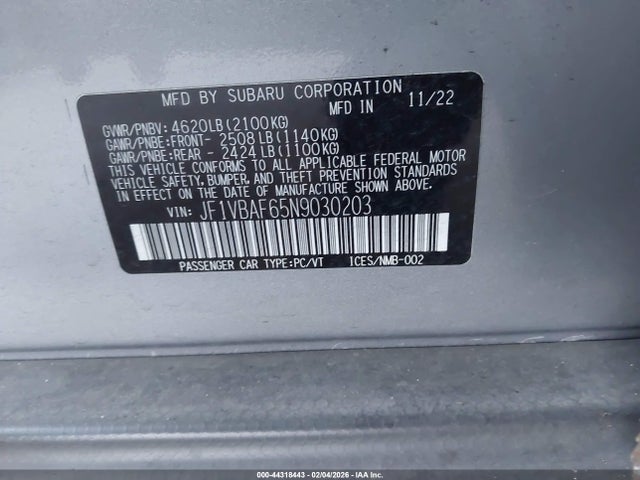 MFD BY SUBARU CORPORATION
MFD IN 11/22
GVWR/PNBV: 4620LB(2100KG)
GAWR/PNBE:FRONT- 2508LB(1140KG)
GAWR/PNBE:REAR - 2424LB(1100KG)
THIS VEHICLE CONFORMS TO ALL APPLICABLE FEDERAL MOTOR
VEHICLE SAFETY, BUMPER, AND THEFT PREVENTION STANDARDS
IN EFFECT ON THE DATE OF MANUFACTURE SHOWN ABOVE.
VIN: JF1VBAF65N9030203
PASSENGER CAR TYPE:PC/VT ICES/NMB-002
000-44318443 - 02/04/2026 - IAAI, Inc.